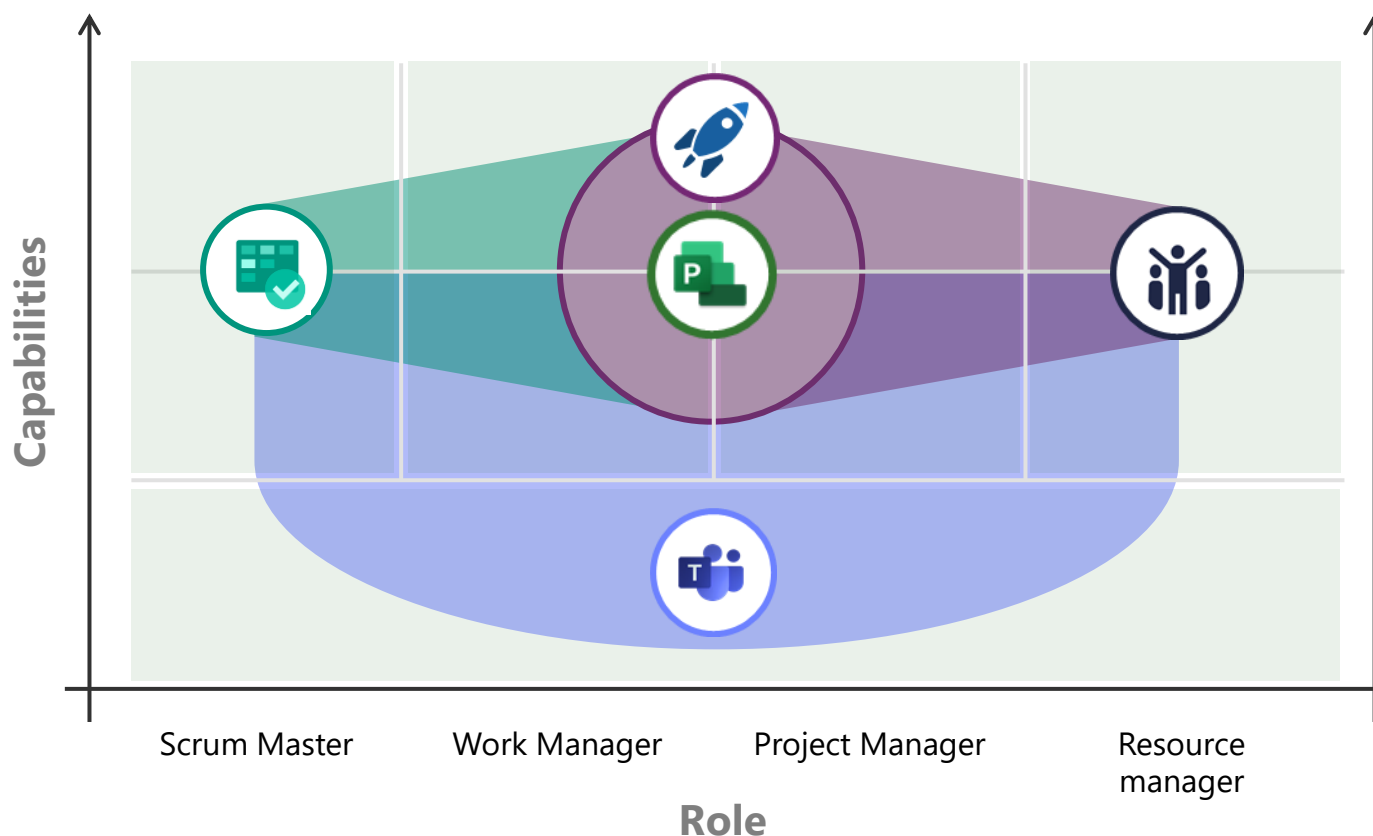 Capabilities
P
T
Scrum Master
Work Manager
Project Manager
Resource
manager
Role